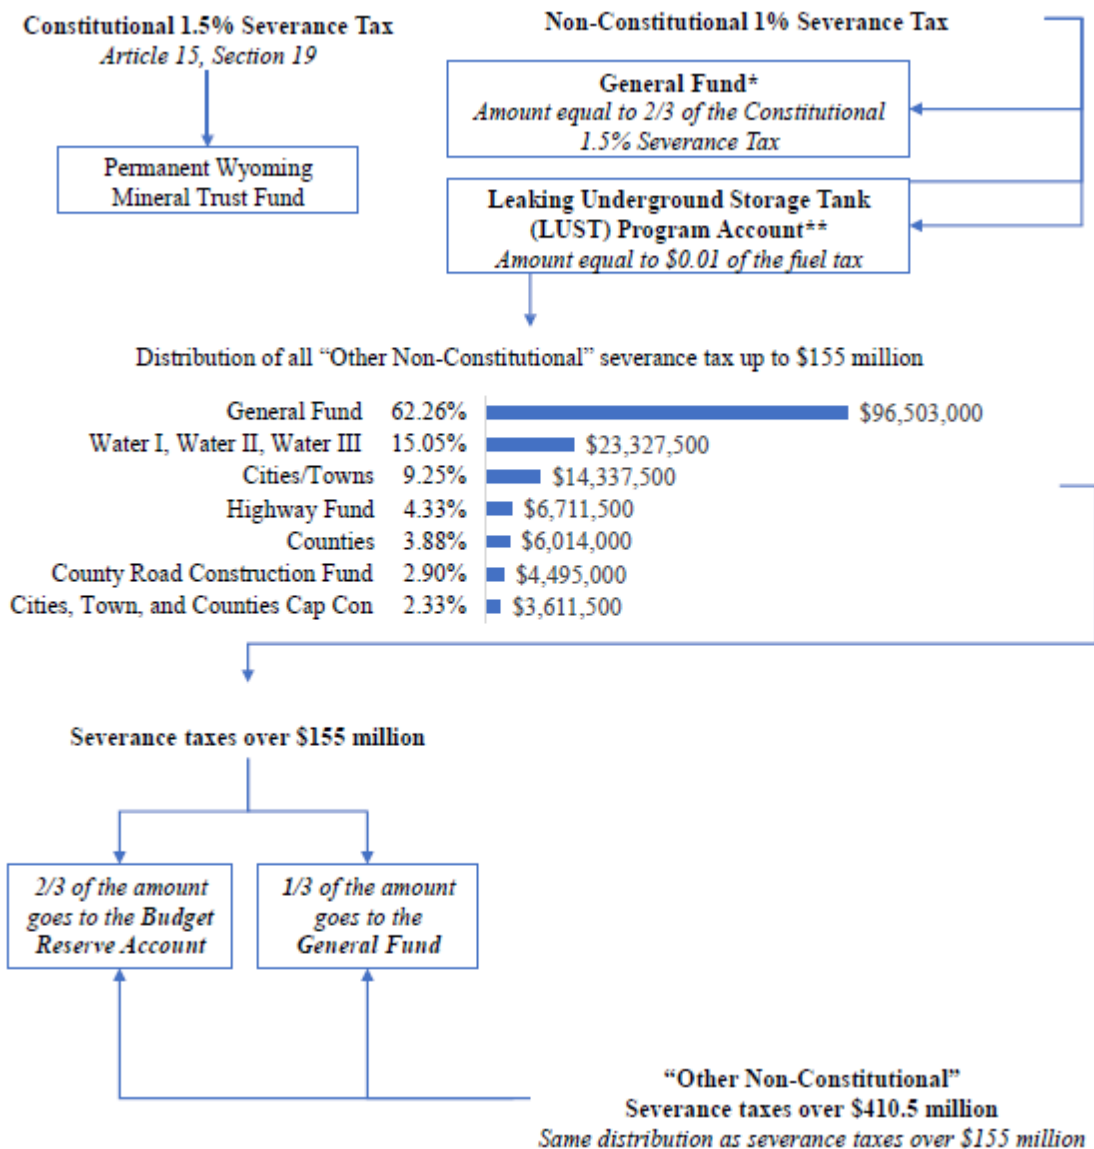 Constitutional 1.5% Severance Tax
Article 15, Section 19
Permanent Wyoming
Mineral Trust Fund
Non-Constitutional 1% Severance Tax
General Fund*
Amount equal to 2/3 of the Constitutional
1.5% Severance Tax
Leaking Underground Storage Tank
(LUST) Program Account**
Amount equal to $0.01 of the fuel tax
Distribution of all “Other Non-Constitutional” severance tax up to $155 million
General Fund 62.26% $96,503,000
Water I, Water II, Water III 15.05% $23,327,500
Cities/Towns 9.25% $14,337,500
Highway Fund 4.33% $6,711,500
Counties 3.88% $6,014,000
County Road Construction Fund 2.90% $4,495,000
Cities, Town, and Counties Cap Con 2.33% $3,611,500
Severance taxes over $155 million
2/3 of the amount
goes to the Budget
Reserve Account
1/3 of the amount
goes to the
General Fund
“Other Non-Constitutional”
Severance taxes over $410.5 million
Same distribution as severance taxes over $155 million